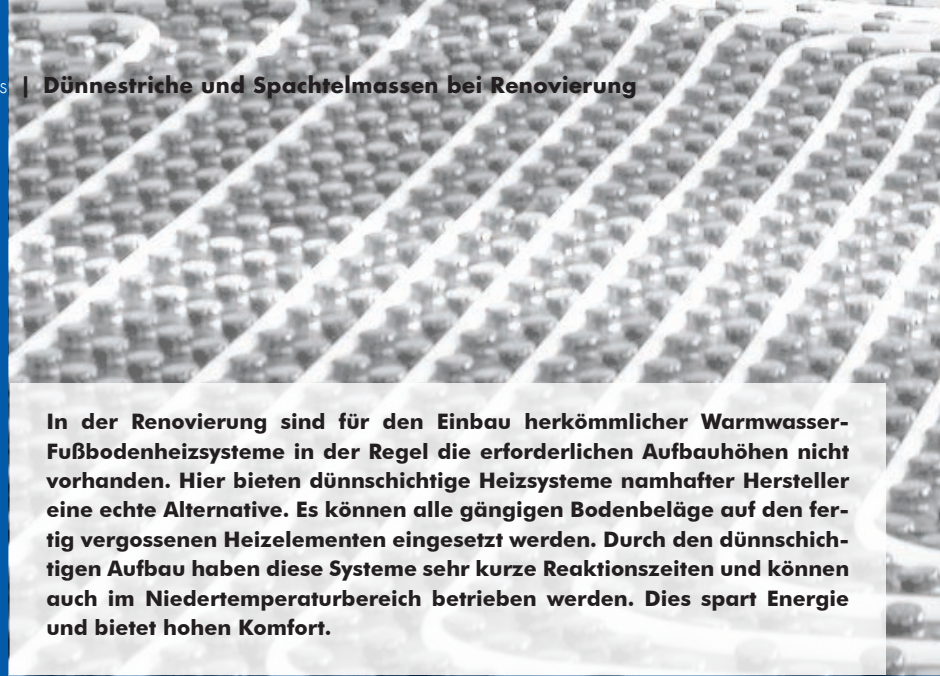 s | Dünnestriche und Spachtelmassen bei Renovierung
In der Renovierung sind für den Einbau herkömmlicher Warmwasser-
Fußbodenheizsysteme in der Regel die erforderlichen Aufbauhöhen nicht
vorhanden. Hier bieten dünnschichtige Heizsysteme namhafter Hersteller
eine echte Alternative. Es können alle gängigen Bodenbeläge auf den fer-
tig vergossenen Heizelementen eingesetzt werden. Durch den dünnschich-
tigen Aufbau haben diese Systeme sehr kurze Reaktionszeiten und können
auch im Niedertemperaturbereich betrieben werden. Dies spart Energie
und bietet hohen Komfort.